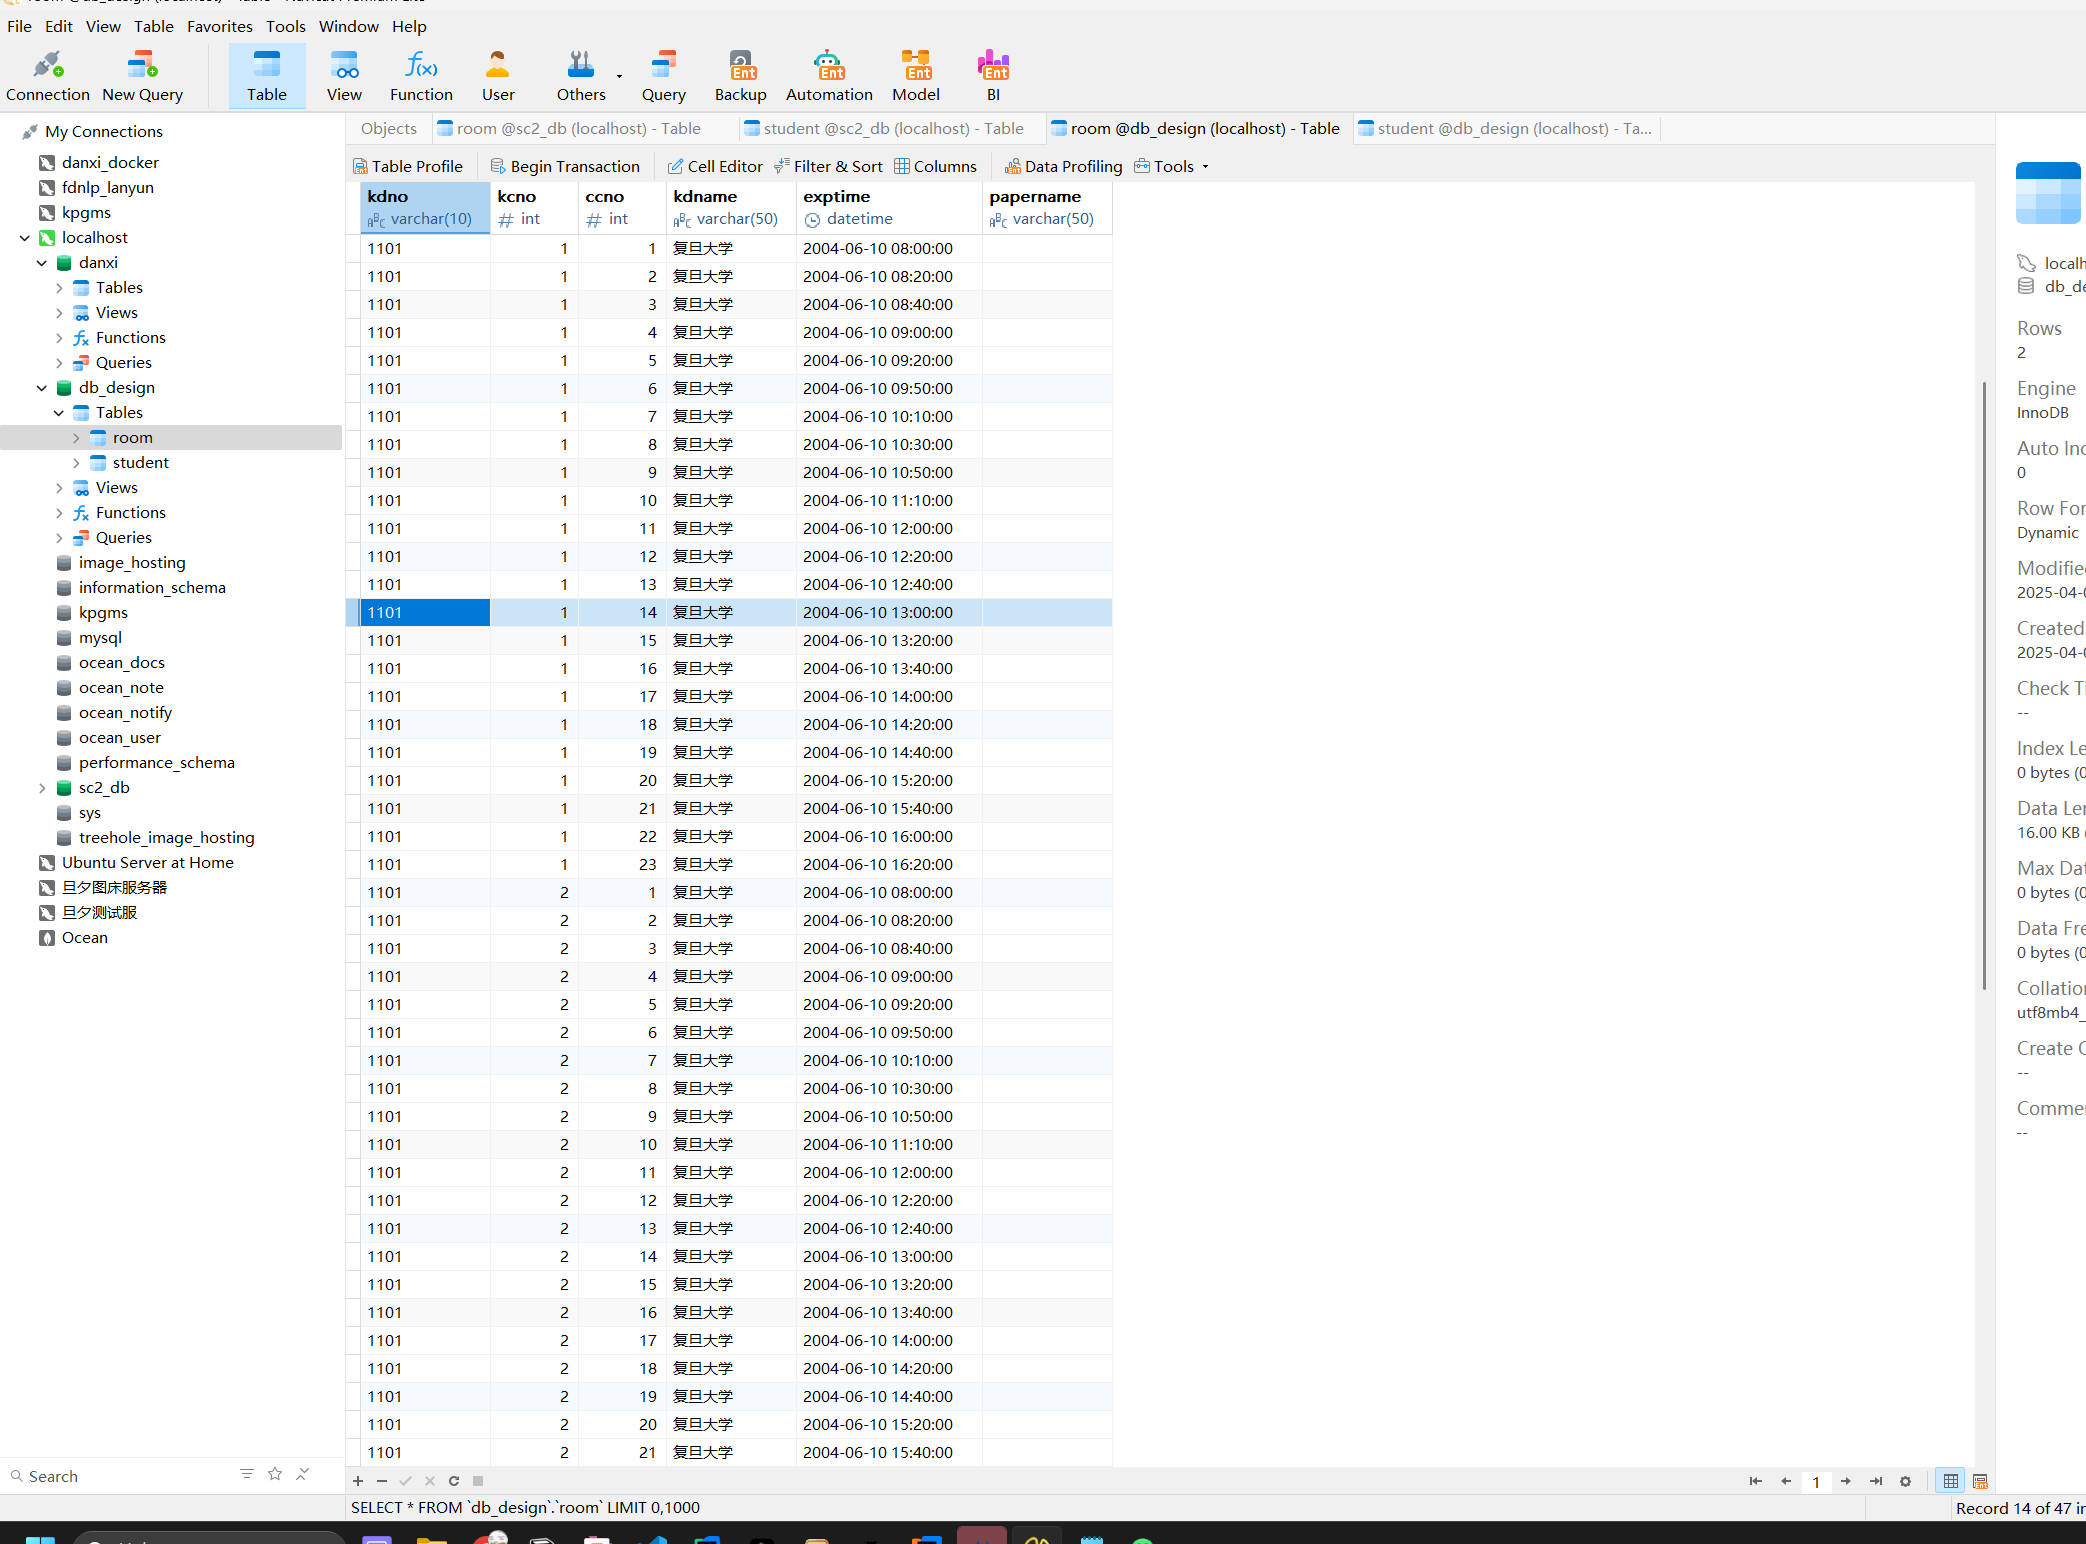 File Edit View Table Favorites Tools Window Help
Connection New Query Table View Function User Others Query Backup Automation Model BI
Ent Ent Ent Ent
My Connections
danxi_docker
fdnlp_lanyun
kpgms
localhost
danxi
Tables
Views
Functions
Queries
db_design
Tables
room
student
Views
Functions
Queries
image_hosting
information_schema
kpgms
mysql
ocean_docs
ocean_note
ocean_notify
ocean_user
performance_schema
sc2_db
sys
treehole_image_hosting
Ubuntu Server at Home
旦夕图床服务器
旦夕测试服
Ocean
Search
Objects room @sc2_db (localhost) - Table student @sc2_db (localhost) - Table room @db_design (localhost) - Table student @db_design (localhost) - Ta...
Table Profile Begin Transaction Cell Editor Filter & Sort Columns Data Profiling Tools
kdno kcno ccno kdname exptime papername
varchar(10) # int # int varchar(50) datetime varchar(50)
1101 1 1 复旦大学 2004-06-10 08:00:00
1101 1 2 复旦大学 2004-06-10 08:20:00
1101 1 3 复旦大学 2004-06-10 08:40:00
1101 1 4 复旦大学 2004-06-10 09:00:00
1101 1 5 复旦大学 2004-06-10 09:20:00
1101 1 6 复旦大学 2004-06-10 09:50:00
1101 1 7 复旦大学 2004-06-10 10:10:00
1101 1 8 复旦大学 2004-06-10 10:30:00
1101 1 9 复旦大学 2004-06-10 10:50:00
1101 1 10 复旦大学 2004-06-10 11:10:00
1101 1 11 复旦大学 2004-06-10 12:00:00
1101 1 12 复旦大学 2004-06-10 12:20:00
1101 1 13 复旦大学 2004-06-10 12:40:00
1101 1 14 复旦大学 2004-06-10 13:00:00
1101 1 15 复旦大学 2004-06-10 13:20:00
1101 1 16 复旦大学 2004-06-10 13:40:00
1101 1 17 复旦大学 2004-06-10 14:00:00
1101 1 18 复旦大学 2004-06-10 14:20:00
1101 1 19 复旦大学 2004-06-10 14:40:00
1101 1 20 复旦大学 2004-06-10 15:20:00
1101 1 21 复旦大学 2004-06-10 15:40:00
1101 1 22 复旦大学 2004-06-10 16:00:00
1101 1 23 复旦大学 2004-06-10 16:20:00
1101 2 1 复旦大学 2004-06-10 08:00:00
1101 2 2 复旦大学 2004-06-10 08:20:00
1101 2 3 复旦大学 2004-06-10 08:40:00
1101 2 4 复旦大学 2004-06-10 09:00:00
1101 2 5 复旦大学 2004-06-10 09:20:00
1101 2 6 复旦大学 2004-06-10 09:50:00
1101 2 7 复旦大学 2004-06-10 10:10:00
1101 2 8 复旦大学 2004-06-10 10:30:00
1101 2 9 复旦大学 2004-06-10 10:50:00
1101 2 10 复旦大学 2004-06-10 11:10:00
1101 2 11 复旦大学 2004-06-10 12:00:00
1101 2 12 复旦大学 2004-06-10 12:20:00
1101 2 13 复旦大学 2004-06-10 12:40:00
1101 2 14 复旦大学 2004-06-10 13:00:00
1101 2 15 复旦大学 2004-06-10 13:20:00
1101 2 16 复旦大学 2004-06-10 13:40:00
1101 2 17 复旦大学 2004-06-10 14:00:00
1101 2 18 复旦大学 2004-06-10 14:20:00
1101 2 19 复旦大学 2004-06-10 14:40:00
1101 2 20 复旦大学 2004-06-10 15:20:00
1101 2 21 复旦大学 2004-06-10 15:40:00
1
SELECT * FROM `db_design`.`room` LIMIT 0,1000
Record 14 of 47 in
localh
db_de
Rows
2
Engine
InnoDB
Auto Inc
0
Row For
Dynamic
Modified
2025-04-0
Created
2025-04-0
Check Ti
--
Index Le
0 bytes (0
Data Len
16.00 KB (
Max Dat
0 bytes (0
Data Fre
0 bytes (0
Collation
utf8mb4_
Create O
--
Commen
--